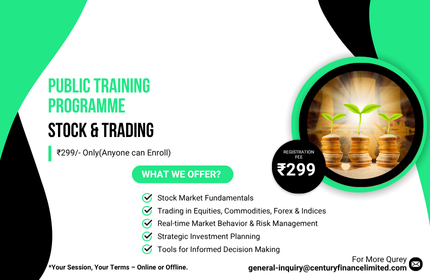 PUBLIC TRAINING
PROGRAMME
STOCK & TRADING
₹299/- Only(Anyone can Enroll)
REGISTRATION
FEE
₹299
WHAT WE OFFER?
Stock Market Fundamentals
Trading in Equities, Commodities, Forex & Indices
Real-time Market Behavior & Risk Management
Strategic Investment Planning
Tools for Informed Decision Making
For More Qurey
*Your Session, Your Terms – Online or Offline.
general-inquiry@centuryfinancelimited.com